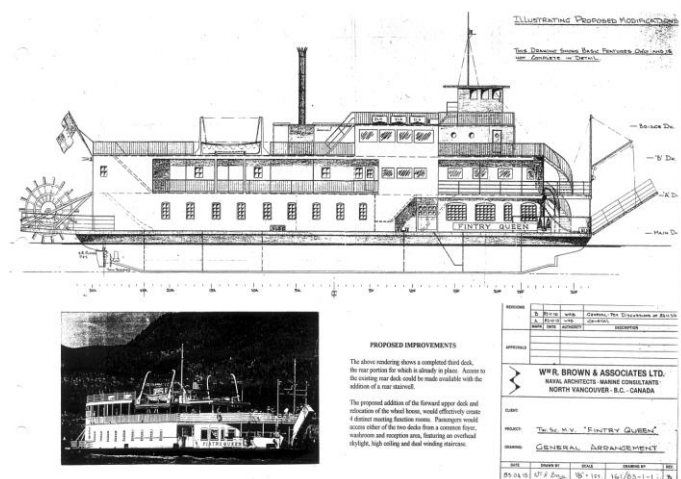 ILLUSTRATING PROPOSED MODIFICATIONS
THIS DRAWING SHOWS BASIC FEATURES ONLY AND IS
NOT COMPLETE IN DETAIL.
BRIDGE DK.
'B' DK.
'A' D
MAIN D
FINTRY QUEEN
PROPOSED IMPROVEMENTS
The above rendering shows a completed third deck,
the rear portion for which is already in place. Access to
the existing rear deck could be made available with the
addition of a rear stairwell.
The proposed addition of the forward upper deck and
relocation of the wheel house, would effectively create
4 distinct meeting function rooms. Passengers would
access either of the two decks from a common foyer,
washroom and reception area, featuring an overhead
skylight, high ceiling and dual winding staircase.
FINTRY QUEEN
REVISIONS
MARK DATE AUTHORITY DESCRIPTION
APPROVALS
WM R. BROWN & ASSOCIATES LTD.
NAVAL ARCHITECTS - MARINE CONSULTANTS
NORTH VANCOUVER - B.C. - CANADA
CLIENT:
PROJECT: TW. SC. M.V. "FINTRY QUEEN"
DRAWING: GENERAL ARRANGEMENT
DATE DRAWN BY SCALE DRAWING Nº REV